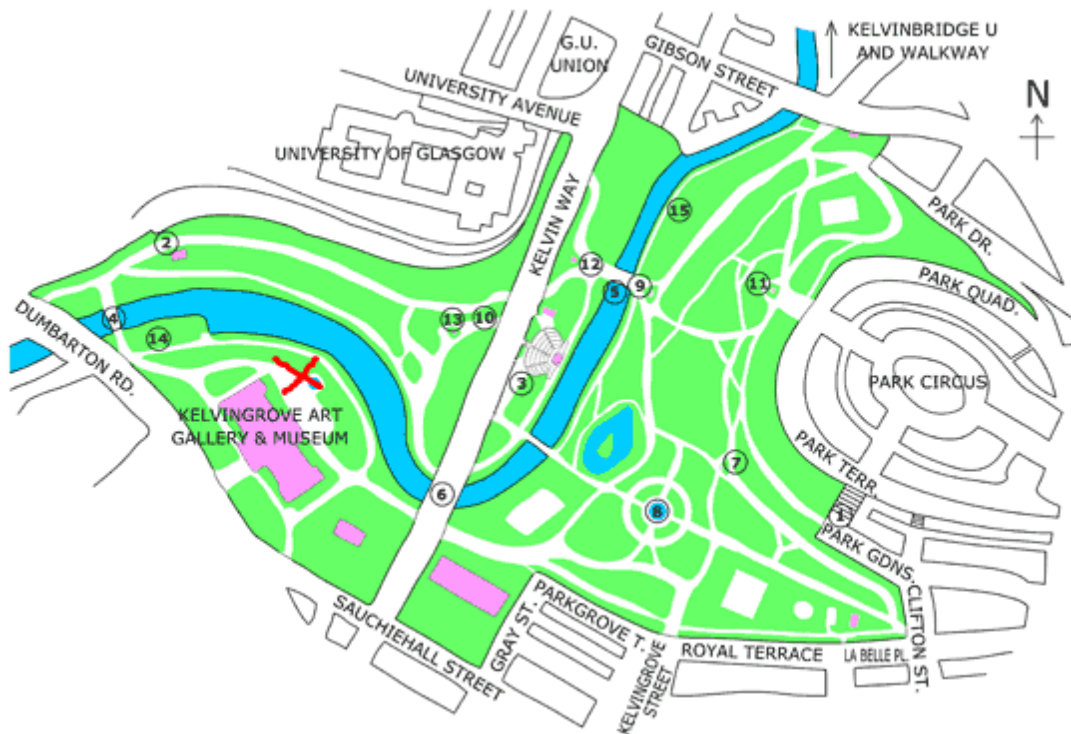 KELVINBRIDGE U
AND WALKWAY
G.U.
UNION
GIBSON STREET
UNIVERSITY AVENUE
N
UNIVERSITY OF GLASGOW
KELVIN WAY
15
PARK DR.
2
12
5
9
11
PARK QUAD.
4
14
13
10
DUMBARTON RD.
3
PARK CIRCUS
KELVINGROVE ART
GALLERY & MUSEUM
7
PARK TERR.
6
8
1
PARK GDNS.
SAUCHIEHALL STREET
GRAY ST.
PARKGROVE T.
KELVINGROVE
STREET
ROYAL TERRACE
LA BELLE PL.
CLIFTON ST.